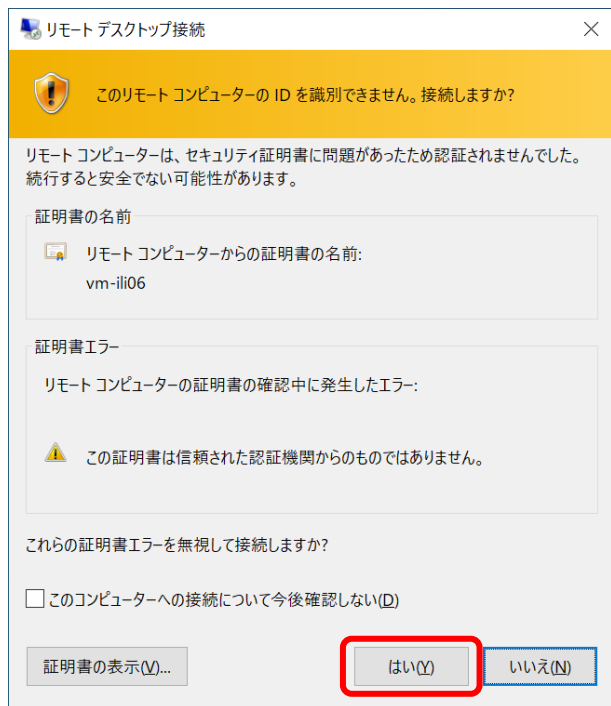 リモート デスクトップ接続
このリモート コンピューターの ID を識別できません。接続しますか?
リモート コンピューターは、セキュリティ証明書に問題があったため認証されませんでした。
続行すると安全でない可能性があります。
証明書の名前
リモート コンピューターからの証明書の名前:
vm-ili06
証明書エラー
リモート コンピューターの証明書の確認中に発生したエラー:
この証明書は信頼された認証機関からのものではありません。
これらの証明書エラーを無視して接続しますか?
このコンピューターへの接続について今後確認しない(D)
証明書の表示(V)... はい(Y) いいえ(N)